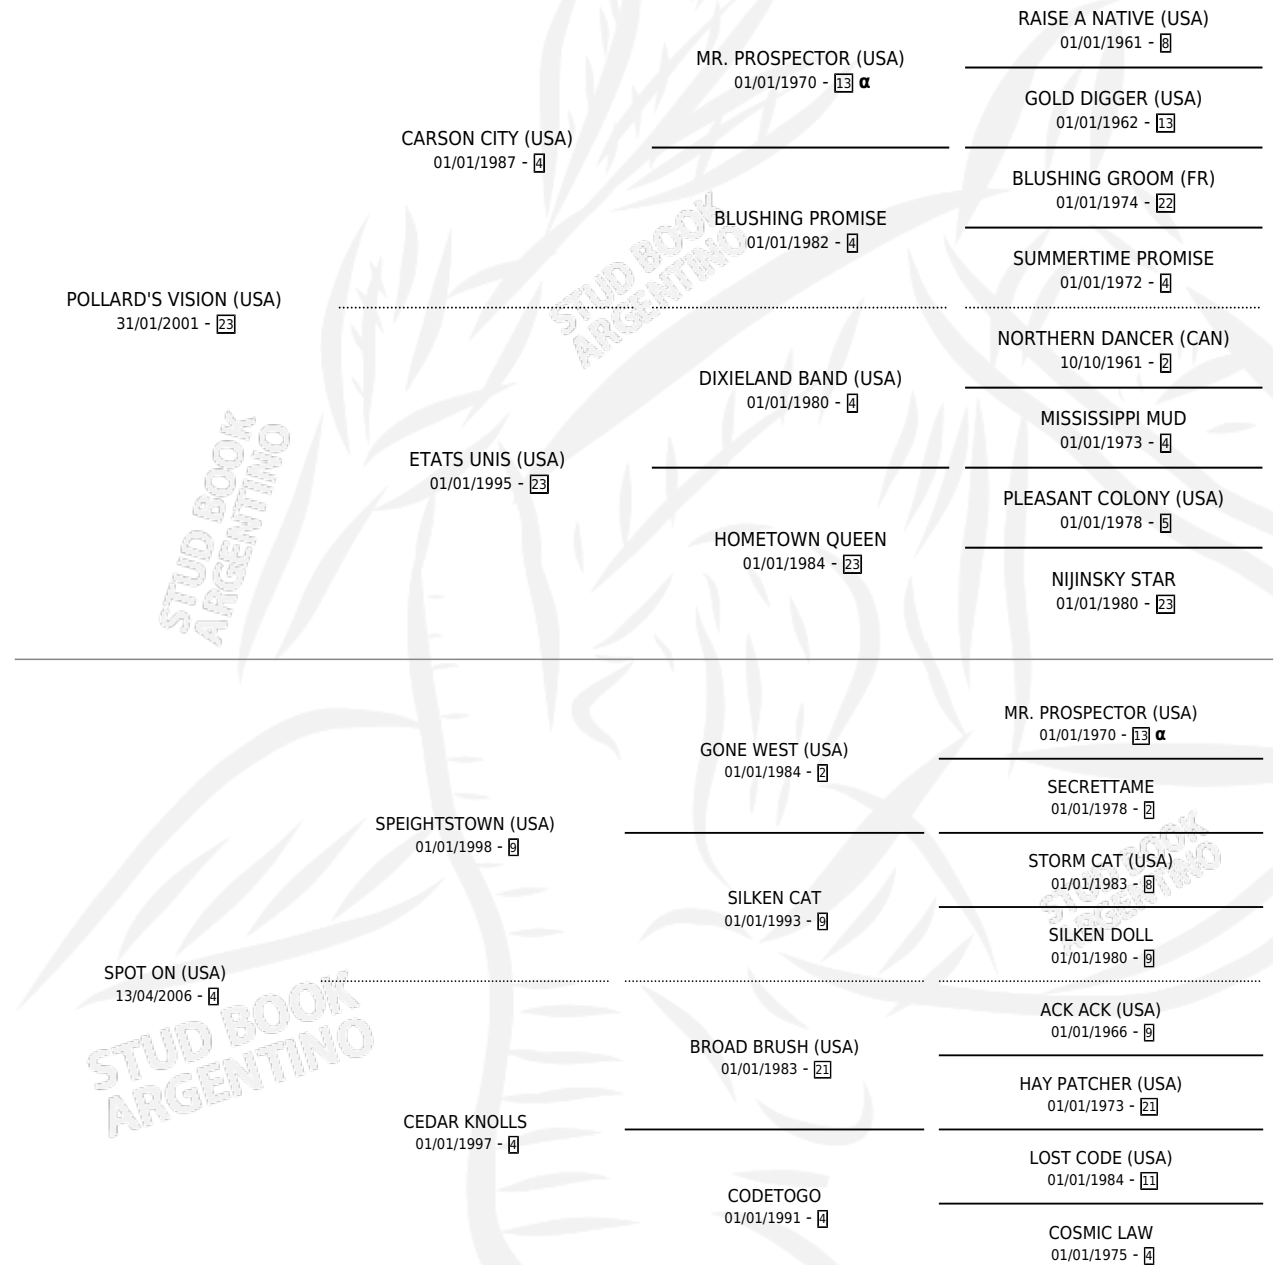 RAISE A NATIVE (USA)
01/01/1961 - 8
MR. PROSPECTOR (USA)
01/01/1970 - 13 α
GOLD DIGGER (USA)
01/01/1962 - 13
CARSON CITY (USA)
01/01/1987 - 4
BLUSHING GROOM (FR)
01/01/1974 - 22
BLUSHING PROMISE
01/01/1982 - 4
SUMMERTIME PROMISE
01/01/1972 - 4
STUD BOOK
ARGENTINO
POLLARD'S VISION (USA)
31/01/2001 - 23
NORTHERN DANCER (CAN)
10/10/1961 - 2
DIXIELAND BAND (USA)
01/01/1980 - 4
MISSISSIPPI MUD
01/01/1973 - 4
ETATS UNIS (USA)
01/01/1995 - 23
PLEASANT COLONY (USA)
01/01/1978 - 5
HOMETOWN QUEEN
01/01/1984 - 23
NIJINSKY STAR
01/01/1980 - 23
STUD BOOK
ARGENTINO
MR. PROSPECTOR (USA)
01/01/1970 - 13 α
GONE WEST (USA)
01/01/1984 - 2
SECRETTAME
01/01/1978 - 2
SPEIGHTSTOWN (USA)
01/01/1998 - 9
STORM CAT (USA)
01/01/1983 - 8
SILKEN CAT
01/01/1993 - 9
SILKEN DOLL
01/01/1980 - 9
STUD BOOK
ARGENTINO
SPOT ON (USA)
13/04/2006 - 4
ACK ACK (USA)
01/01/1966 - 9
BROAD BRUSH (USA)
01/01/1983 - 21
HAY PATCHER (USA)
01/01/1973 - 21
CEDAR KNOLLS
01/01/1997 - 4
LOST CODE (USA)
01/01/1984 - 11
CODETOGO
01/01/1991 - 4
COSMIC LAW
01/01/1975 - 4
STUD BOOK
ARGENTINO